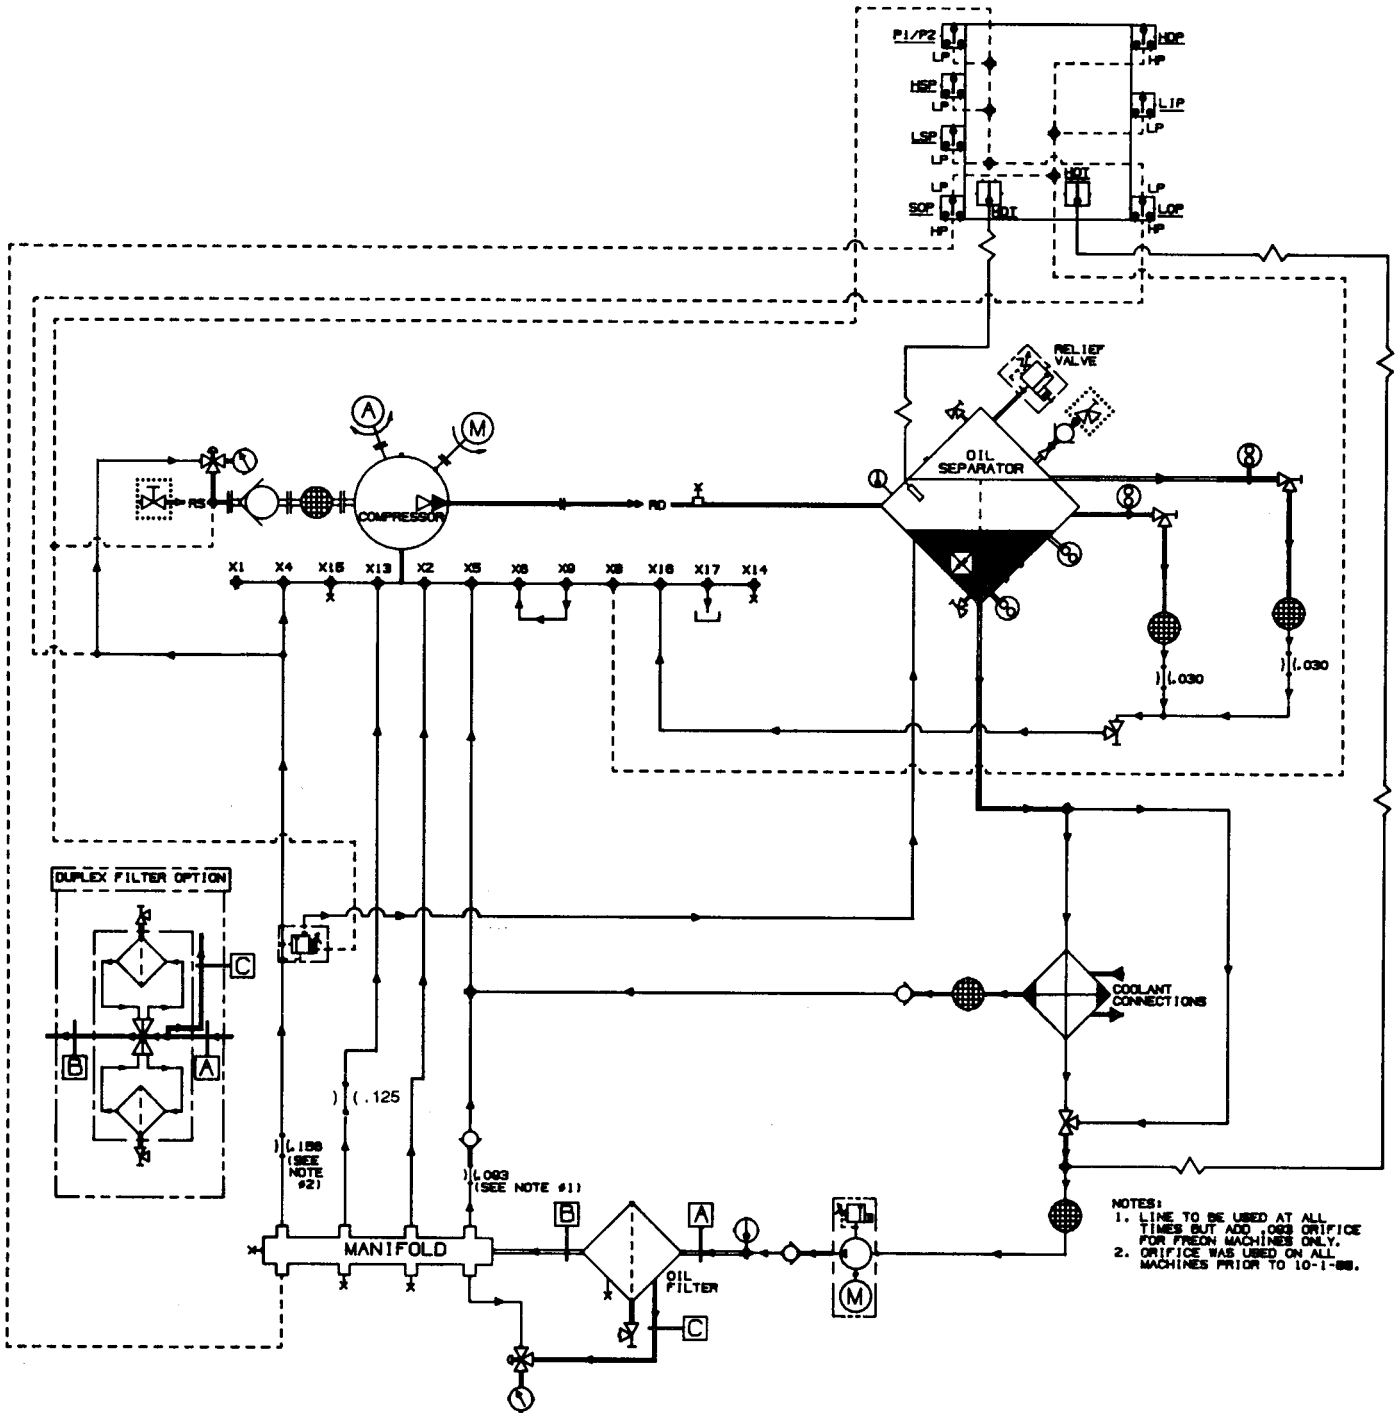 P1/P2
LP
HSP
LP
LSP
LP
LP
SOP
HP
HDP
HP
LIP
LP
LP
LOP
HP
HDT
HOT
RELIEF
VALVE
A
M
OIL
SEPARATOR
RS
COMPRESSOR
RD
X
X1
X4
X15
X13
X2
X5
X6
X9
X8
X16
X17
X14
X
X
(.030
(.030
DUPLEX FILTER OPTION
C
B
A
COOLANT
CONNECTIONS
(.125
(.156
(SEE
NOTE
#2)
(.093
(SEE NOTE #1)
MANIFOLD
X
X
X
B
A
OIL
FILTER
X
C
M
NOTES:
1. LINE TO BE USED AT ALL
TIMES BUT ADD .093 ORIFICE
FOR FREON MACHINES ONLY.
2. ORIFICE WAS USED ON ALL
MACHINES PRIOR TO 10-1-